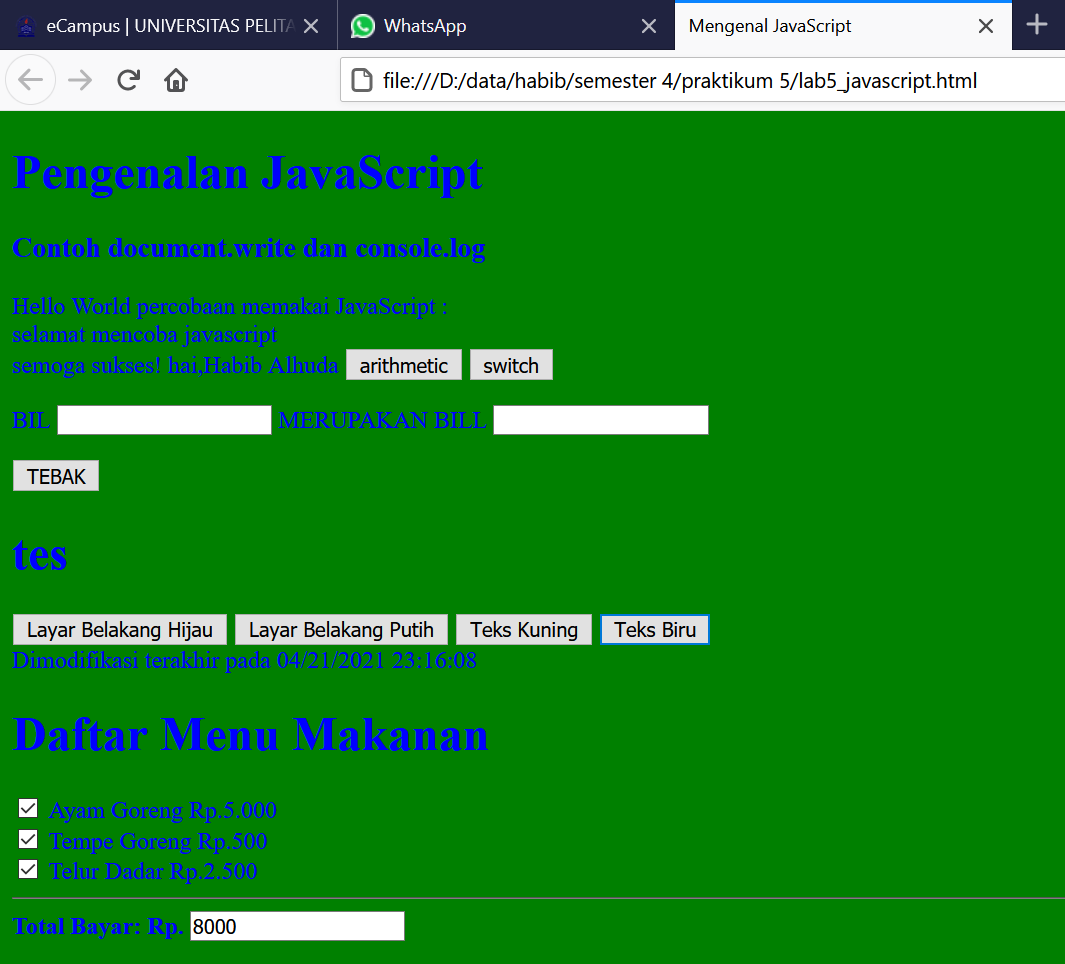 eCampus | UNIVERSITAS PELITA
WhatsApp
Mengenal JavaScript
file:///D:/data/habib/semester 4/praktikum 5/lab5_javascript.html
Pengenalan JavaScript
Contoh document.write dan console.log
Hello World percobaan memakai JavaScript :
selamat mencoba javascript
semoga sukses! hai,Habib Alhuda arithmetic switch
BIL MERUPAKAN BILL
TEBAK
tes
Layar Belakang Hijau Layar Belakang Putih Teks Kuning Teks Biru
Dimodifikasi terakhir pada 04/21/2021 23:16:08
Daftar Menu Makanan
Ayam Goreng Rp.5.000
Tempe Goreng Rp.500
Telur Dadar Rp.2.500
Total Bayar: Rp. 8000